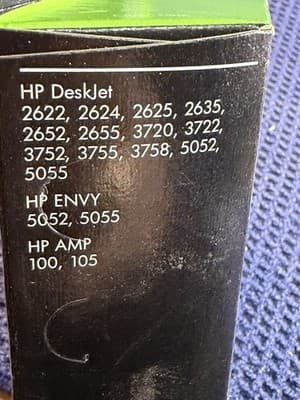 HP DeskJet
2622, 2624, 2625, 2635,
2652, 2655, 3720, 3722,
3752, 3755, 3758, 5052,
5055
HP ENVY
5052, 5055
HP AMP
100, 105